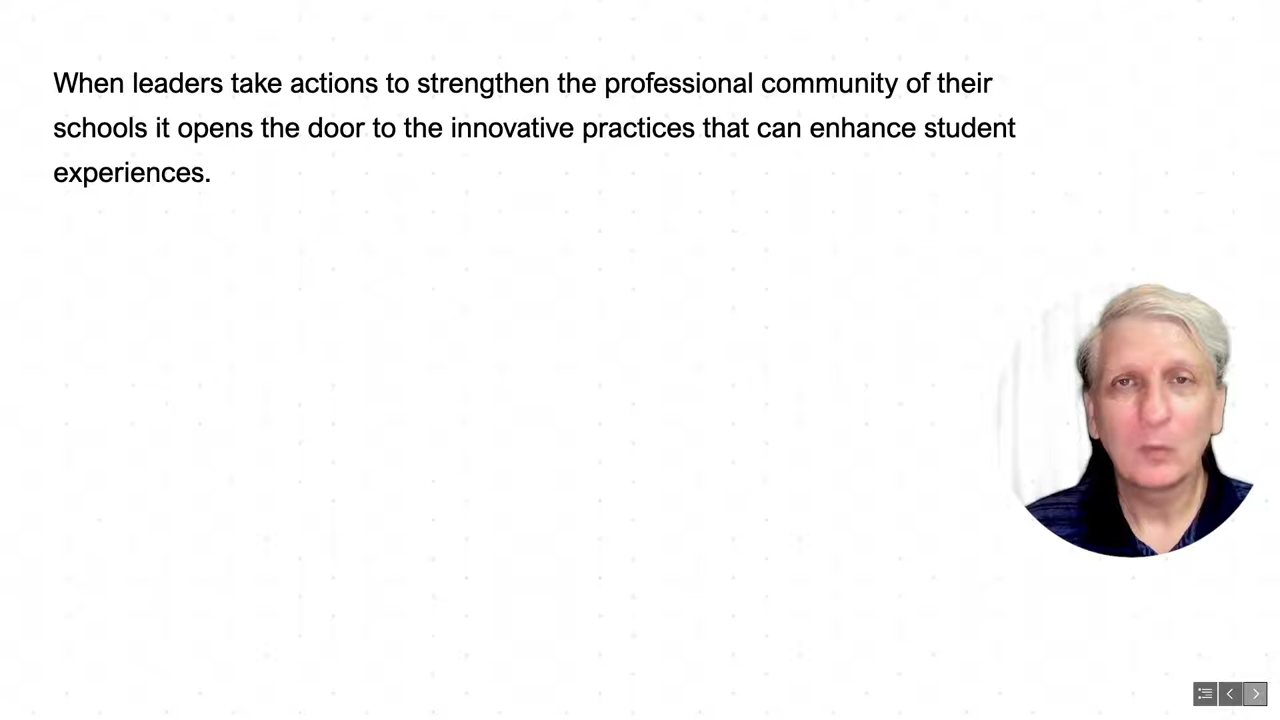 When leaders take actions to strengthen the professional community of their
schools it opens the door to the innovative practices that can enhance student
experiences.